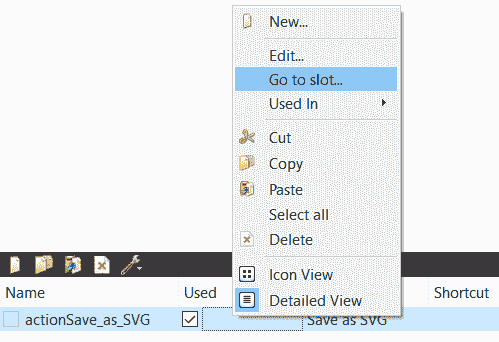 New...
Edit...
Go to slot...
Used In
Cut
Copy
Paste
Select all
Delete
Icon View
Detailed View
Name Used Shortcut
actionSave_as_SVG Save as SVG